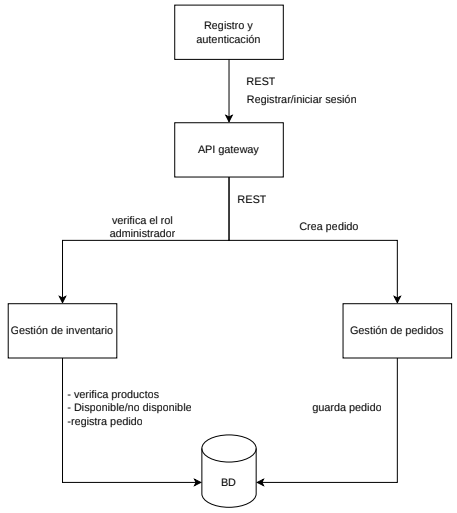 Registro y
autenticación
REST
Registrar/iniciar sesión
API gateway
REST
verifica el rol
administrador
Crea pedido
Gestión de inventario
Gestión de pedidos
- verifica productos
- Disponible/no disponible
-registra pedido
guarda pedido
BD